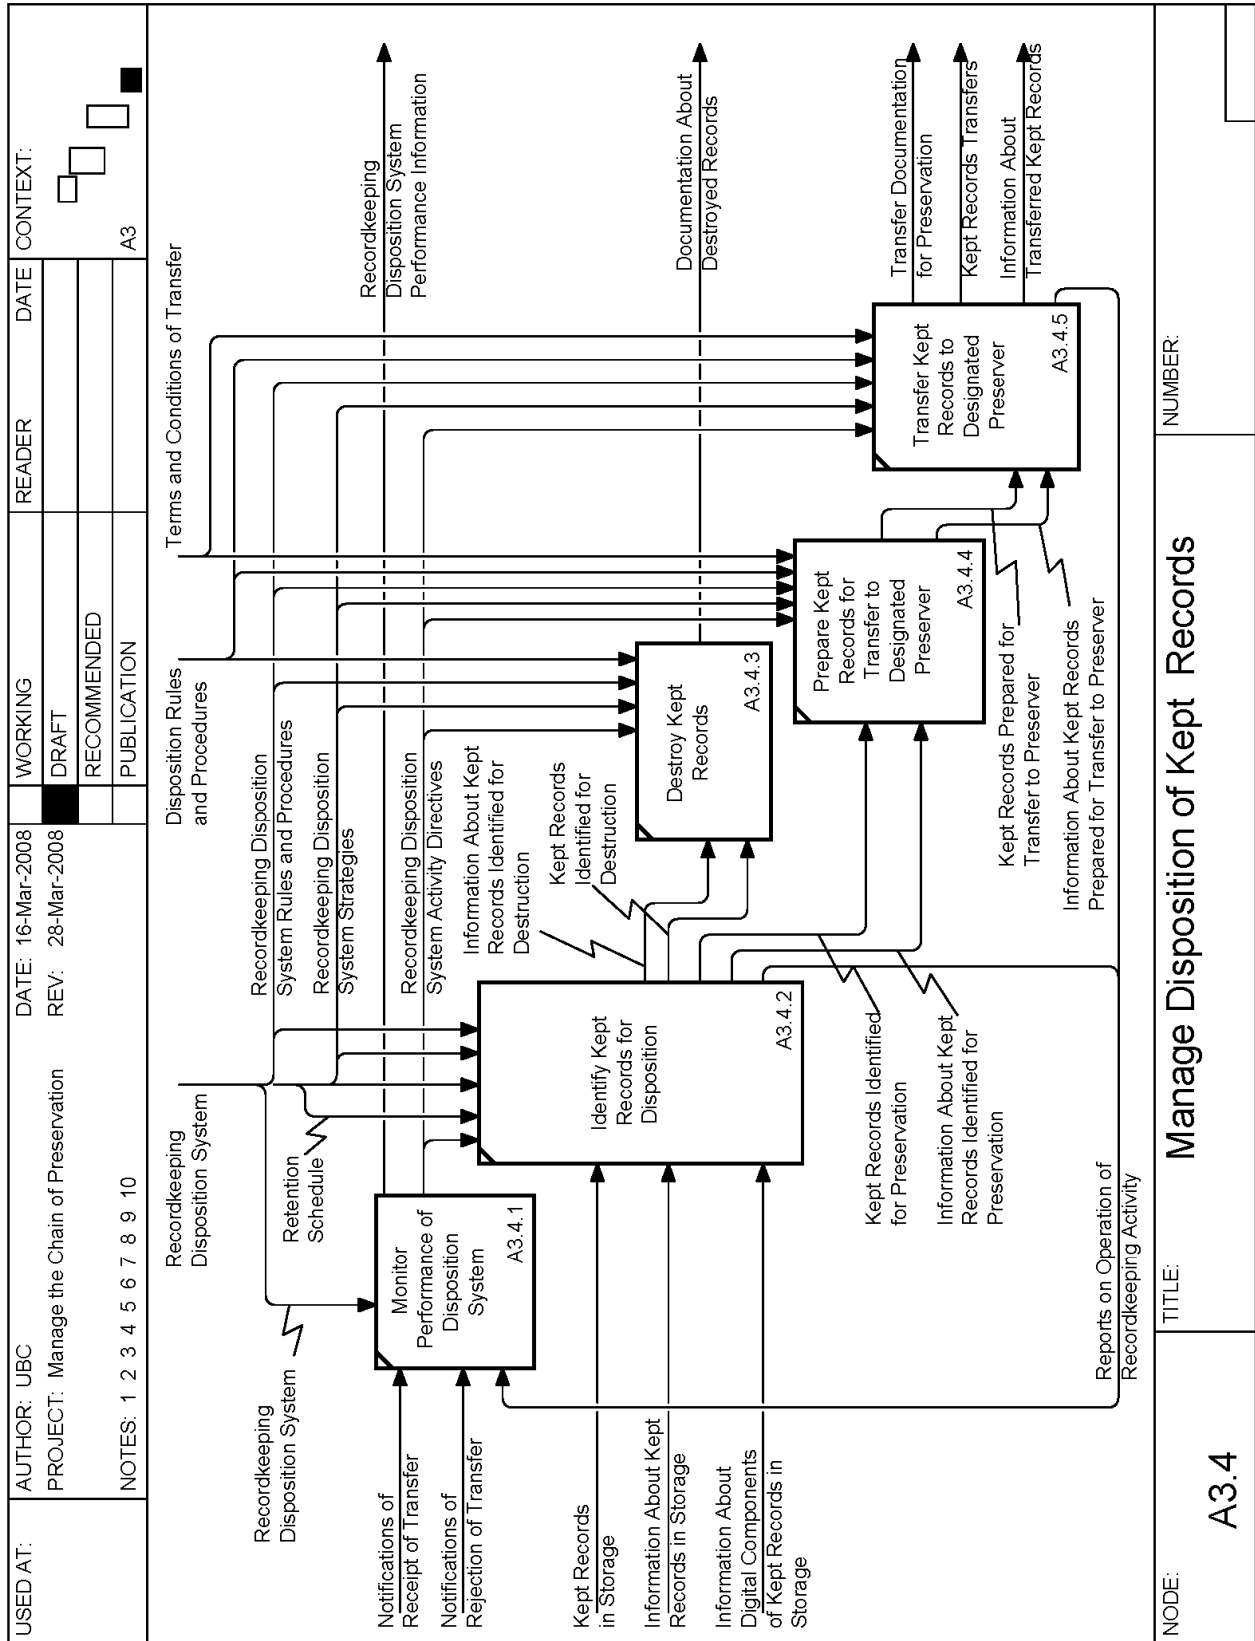 USED AT:
AUTHOR: UBC
PROJECT: Manage the Chain of Preservation
NOTES: 1 2 3 4 5 6 7 8 9 10
DATE: 16-Mar-2008
REV: 28-Mar-2008
WORKING
DRAFT
RECOMMENDED
PUBLICATION
READER
DATE
CONTEXT:
A3
Recordkeeping
Disposition System
Disposition Rules
and Procedures
Terms and Conditions of Transfer
Recordkeeping
Disposition System
Retention
Schedule
Recordkeeping Disposition
System Rules and Procedures
Recordkeeping Disposition
System Strategies
Recordkeeping Disposition
System Activity Directives
Recordkeeping
Disposition System
Performance Information
Notifications of
Receipt of Transfer
Notifications of
Rejection of Transfer
Monitor
Performance of
Disposition
System
A3.4.1
Information About Kept
Records Identified for
Destruction
Kept Records
Identified for
Destruction
Kept Records
in Storage
Information About Kept
Records in Storage
Information About
Digital Components
of Kept Records in
Storage
Identify Kept
Records for
Disposition
A3.4.2
Destroy Kept
Records
A3.4.3
Documentation About
Destroyed Records
Prepare Kept
Records for
Transfer to
Designated
Preserver
A3.4.4
Transfer Kept
Records to
Designated
Preserver
A3.4.5
Transfer Documentation
for Preservation
Kept Records Transfers
Information About
Transferred Kept Records
Kept Records Identified
for Preservation
Information About Kept
Records Identified for
Preservation
Kept Records Prepared for
Transfer to Preserver
Information About Kept Records
Prepared for Transfer to Preserver
Reports on Operation of
Recordkeeping Activity
NODE:
A3.4
TITLE:
Manage Disposition of Kept Records
NUMBER: